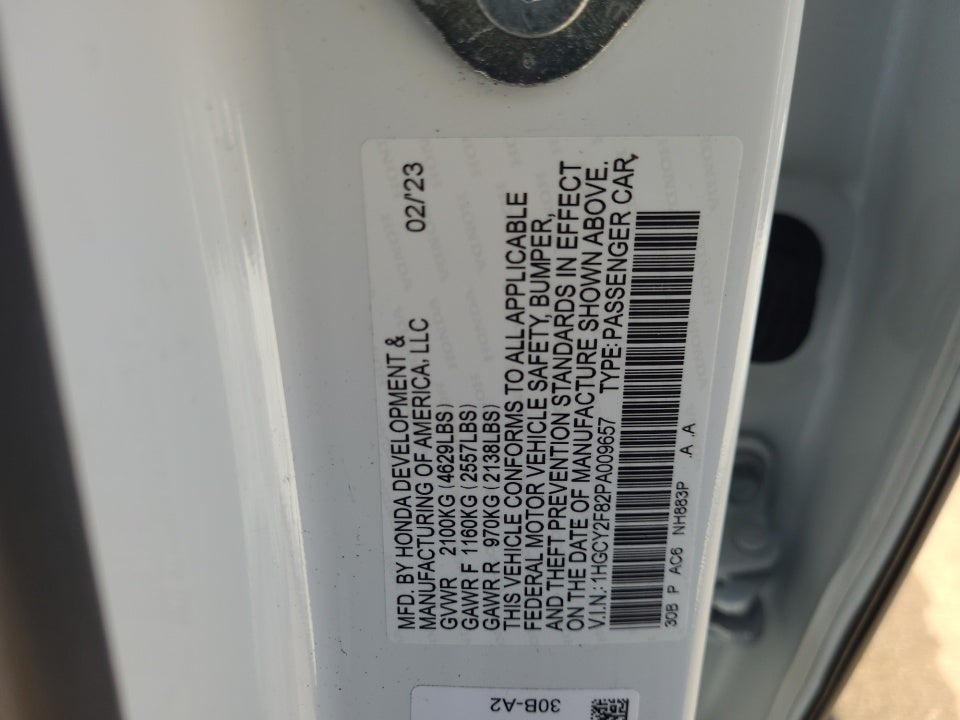 MFD. BY HONDA DEVELOPMENT &
MANUFACTURING OF AMERICA, LLC 02/'23
GVWR 2100KG (4629LBS)
GAWR F 1160KG (2557LBS)
GAWR R 970KG (2138LBS)
THIS VEHICLE CONFORMS TO ALL APPLICABLE
FEDERAL MOTOR VEHICLE SAFETY, BUMPER,
AND THEFT PREVENTION STANDARDS IN EFFECT
ON THE DATE OF MANUFACTURE SHOWN ABOVE.
V.I.N.: 1HGCY2F82PA009657 TYPE: PASSENGER CAR
30B P AC6 NH883P .A .A
30B-A2